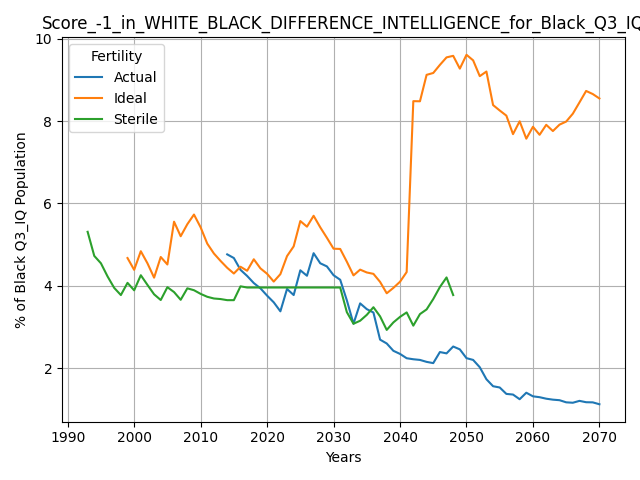 Score_-1_in_WHITE_BLACK_DIFFERENCE_INTELLIGENCE_for_Black_Q3_IQ
Fertility
Actual
Ideal
Sterile
% of Black Q3_IQ Population
10
8
6
4
2
1990
2000
2010
2020
2030
2040
2050
2060
2070
Years